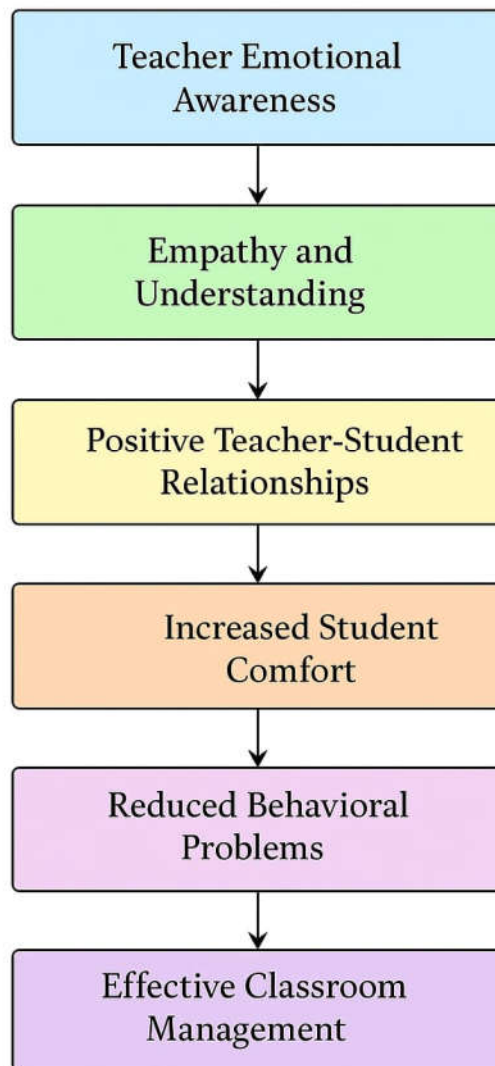 Teacher Emotional
Awareness
Empathy and
Understanding
Positive Teacher-Student
Relationships
Increased Student
Comfort
Reduced Behavioral
Problems
Effective Classroom
Management